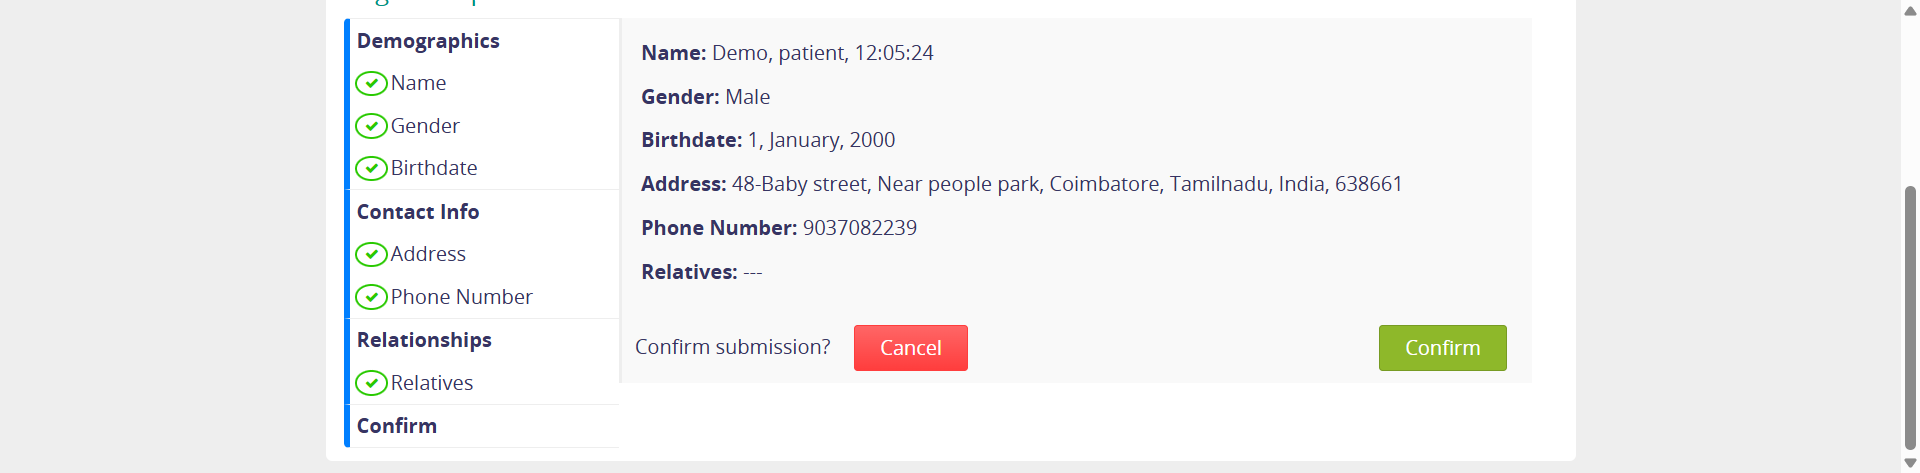 Demographics
Name
Gender
Birthdate
Contact Info
Address
Phone Number
Relationships
Relatives
Confirm
Name: Demo, patient, 12:05:24
Gender: Male
Birthdate: 1, January, 2000
Address: 48-Baby street, Near people park, Coimbatore, Tamilnadu, India, 638661
Phone Number: 9037082239
Relatives: ---
Confirm submission? Cancel Confirm